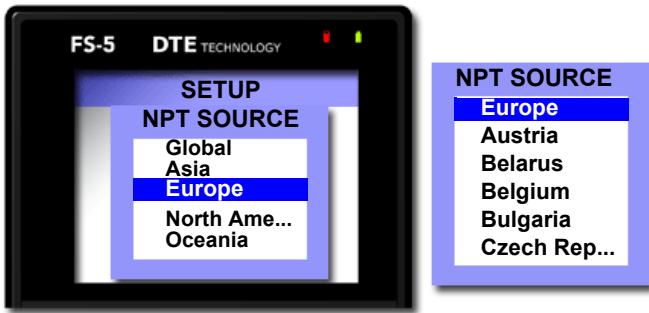 FS-5 DTE TECHNOLOGY
SETUP
NPT SOURCE
Global
Asia
Europe
North Ame...
Oceania
NPT SOURCE
Europe
Austria
Belarus
Belgium
Bulgaria
Czech Rep...